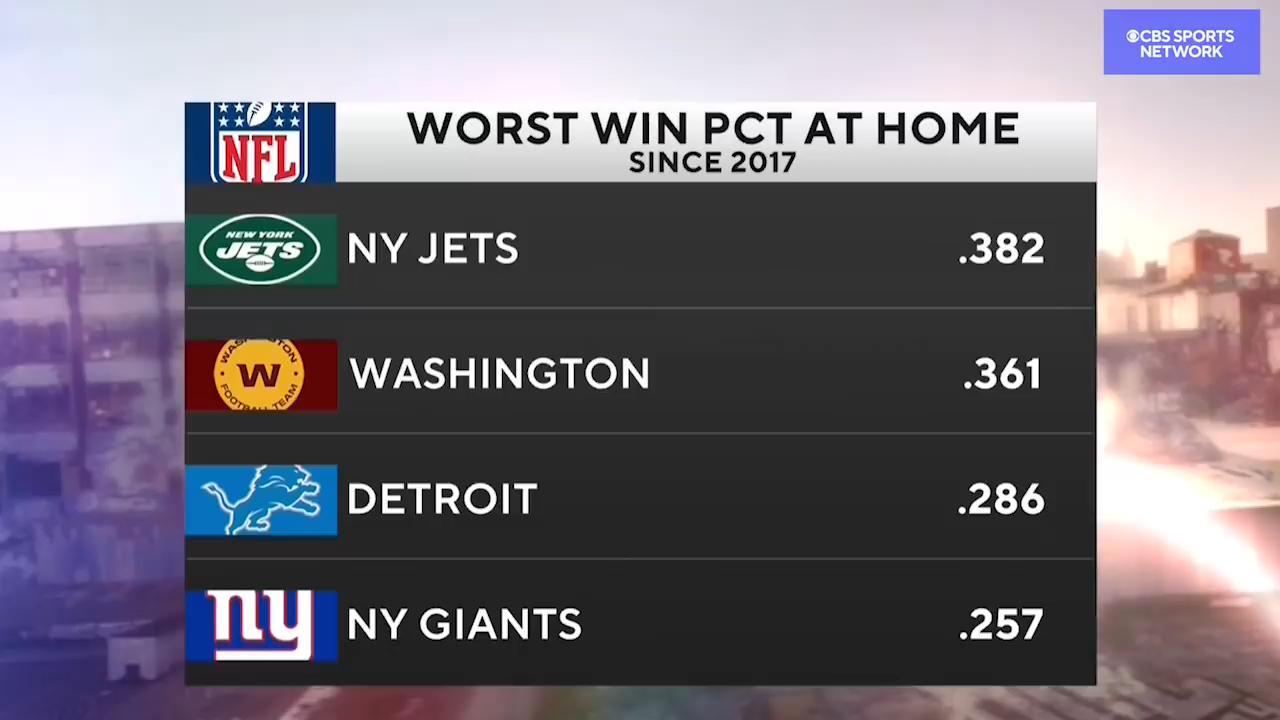 CBS SPORTS
NETWORK
NFL
WORST WIN PCT AT HOME
SINCE 2017
NEW YORK
JETS
NY JETS .382
WASHINGTON
W
FOOTBALL TEAM
WASHINGTON .361
DETROIT .286
ny
NY GIANTS .257